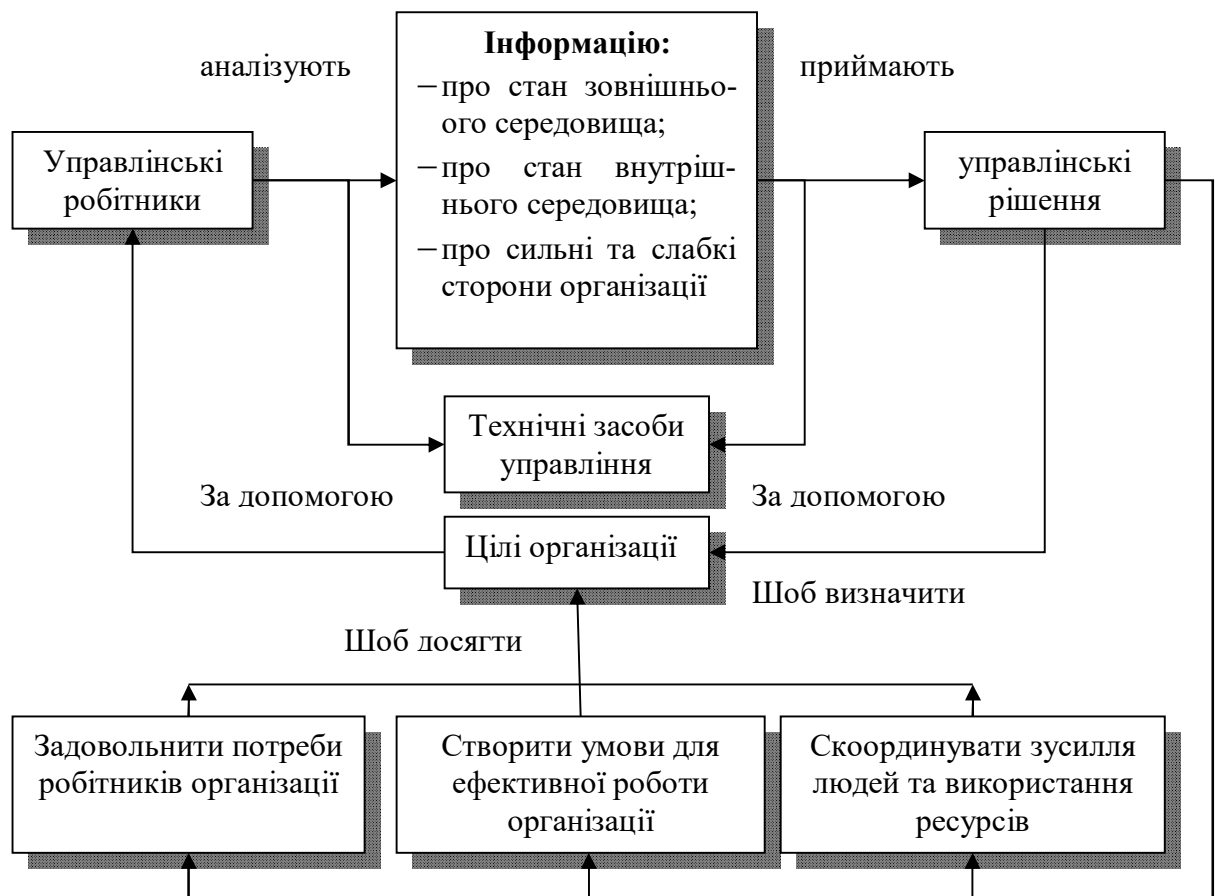 Інформацію:
аналізують
приймають
–про стан зовнішньо-
ого середовища;
–про стан внутріш-
нього середовища;
–про сильні та слабкі
сторони організації
Управлінські
робітники
управлінські
рішення
Технічні засоби
управління
За допомогою
За допомогою
Цілі організації
Шоб визначити
Шоб досягти
Задовольнити потреби
робітників організації
Створити умови для
ефективної роботи
організації
Скоординувати зусилля
людей та використання
ресурсів